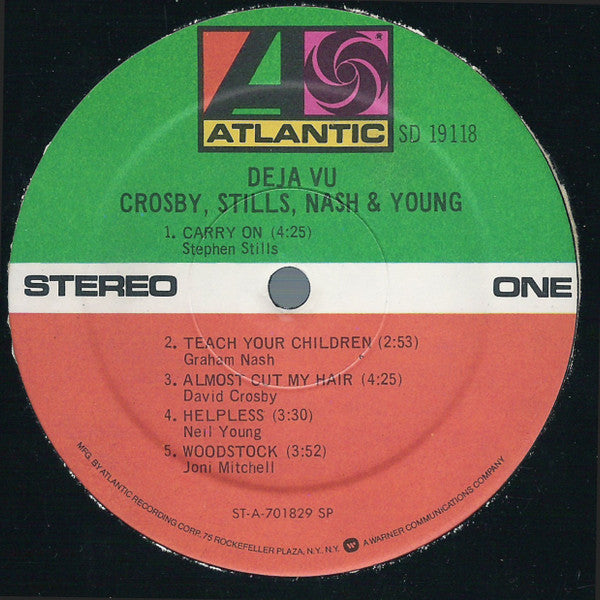 ATLANTIC
SD 19118
DEJA VU
CROSBY, STILLS, NASH & YOUNG
1. CARRY ON (4:25)
Stephen Stills
STEREO ONE
2. TEACH YOUR CHILDREN (2:53)
Graham Nash
3. ALMOST CUT MY HAIR (4:25)
David Crosby
4. HELPLESS (3:30)
Neil Young
5. WOODSTOCK (3:52)
Joni Mitchell
ST-A-701829 SP
MFG. BY ATLANTIC RECORDING CORP., 75 ROCKEFELLER PLAZA, N.Y. N.Y. A WARNER COMMUNICATIONS COMPANY